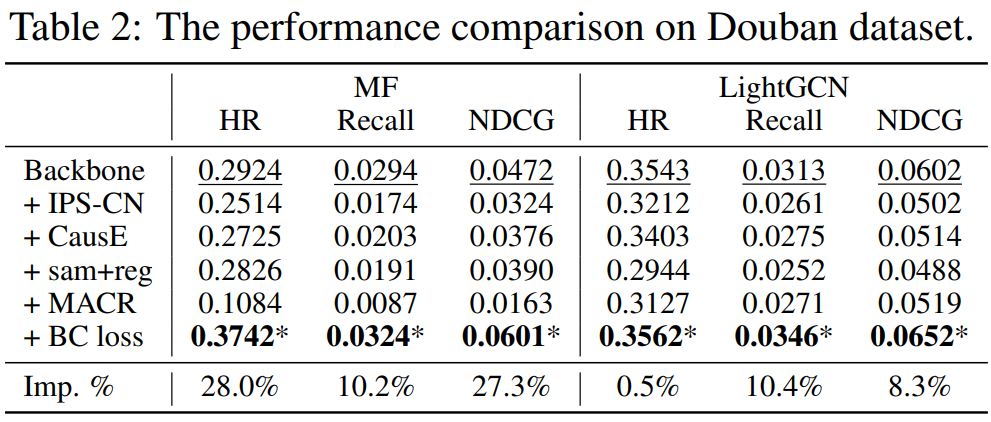 Table 2: The performance comparison on Douban dataset.
MF LightGCN
HR Recall NDCG HR Recall NDCG
Backbone 0.2924 0.0294 0.0472 0.3543 0.0313 0.0602
+ IPS-CN 0.2514 0.0174 0.0324 0.3212 0.0261 0.0502
+ CausE 0.2725 0.0203 0.0376 0.3403 0.0275 0.0514
+ sam+reg 0.2826 0.0191 0.0390 0.2944 0.0252 0.0488
+ MACR 0.1084 0.0087 0.0163 0.3127 0.0271 0.0519
+ BC loss 0.3742* 0.0324* 0.0601* 0.3562* 0.0346* 0.0652*
Imp. % 28.0% 10.2% 27.3% 0.5% 10.4% 8.3%